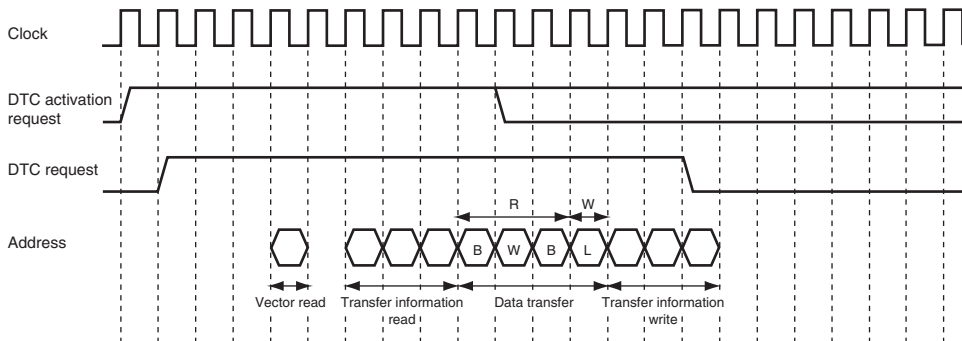 Clock
DTC activation
request
DTC request
R W
Address
B W B L
Vector read Transfer information Data transfer Transfer information
read write